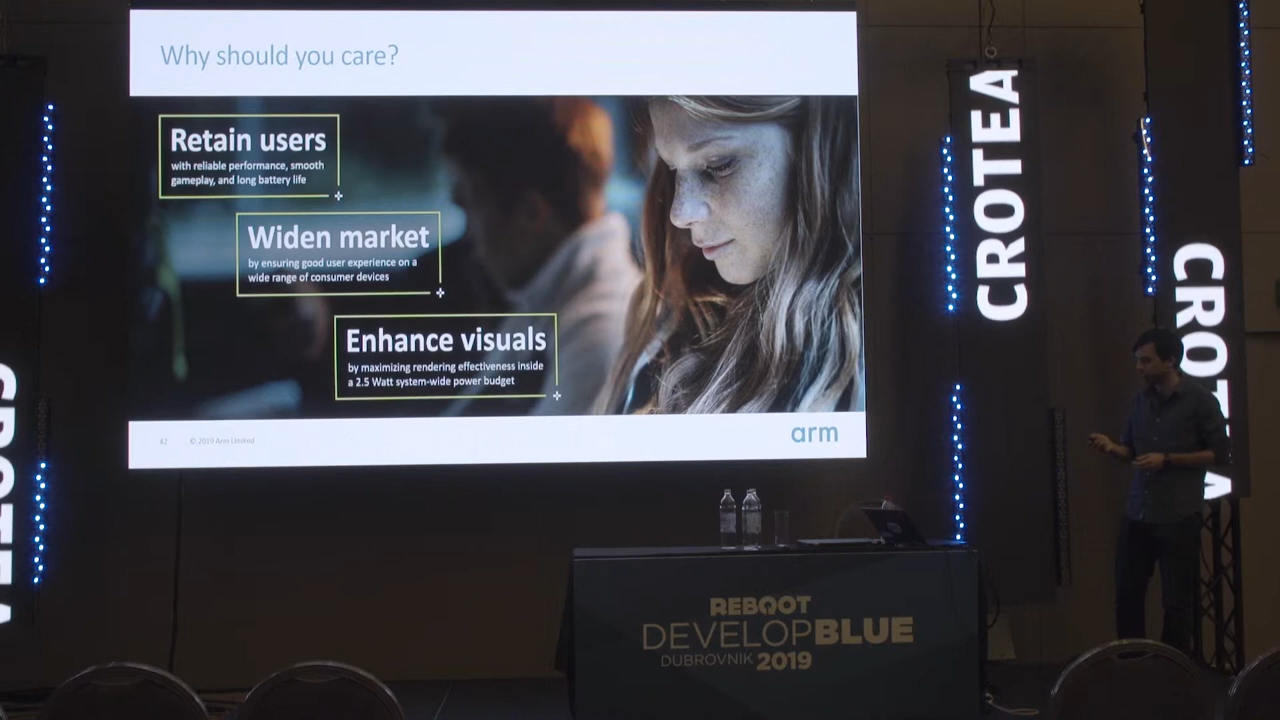 Why should you care?
Retain users
with reliable performance, smooth
gameplay, and long battery life
Widen market
by ensuring good user experience on a
wide range of consumer devices
Enhance visuals
by maximizing rendering effectiveness inside
a 2.5 Watt system-wide power budget
42 © 2019 Arm Limited
arm
CROTEA
CROTEA
CROTEA
REBOOT
DEVELOPBLUE
DUBROVNIK 2019